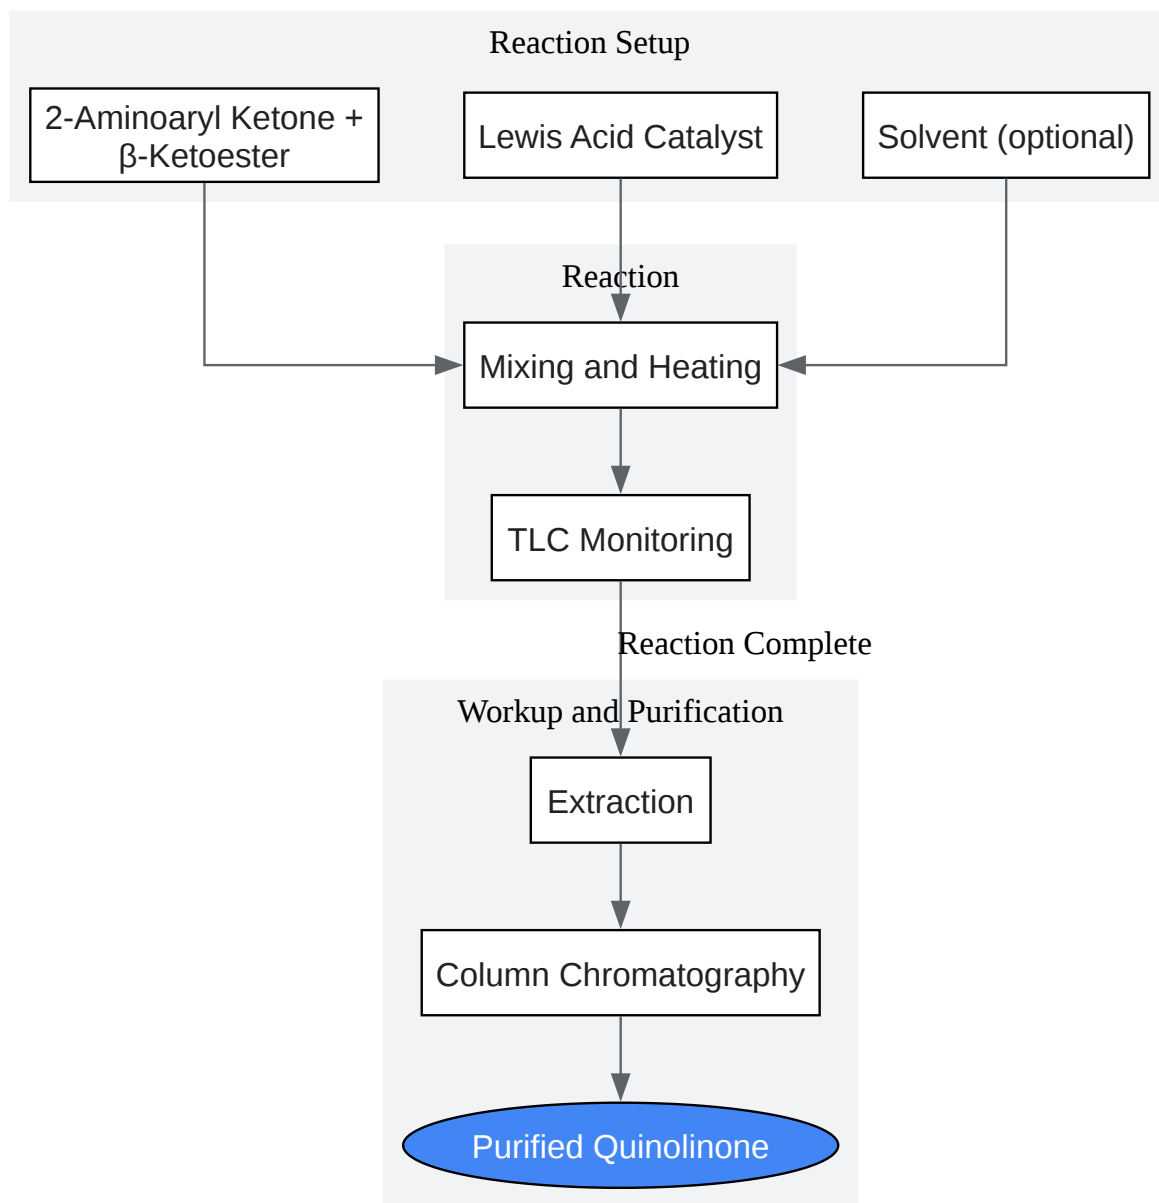 Reaction Setup
2-Aminoaryl Ketone +
β-Ketoester
Lewis Acid Catalyst
Solvent (optional)
Reaction
Mixing and Heating
TLC Monitoring
Reaction Complete
Workup and Purification
Extraction
Column Chromatography
Purified Quinolinone